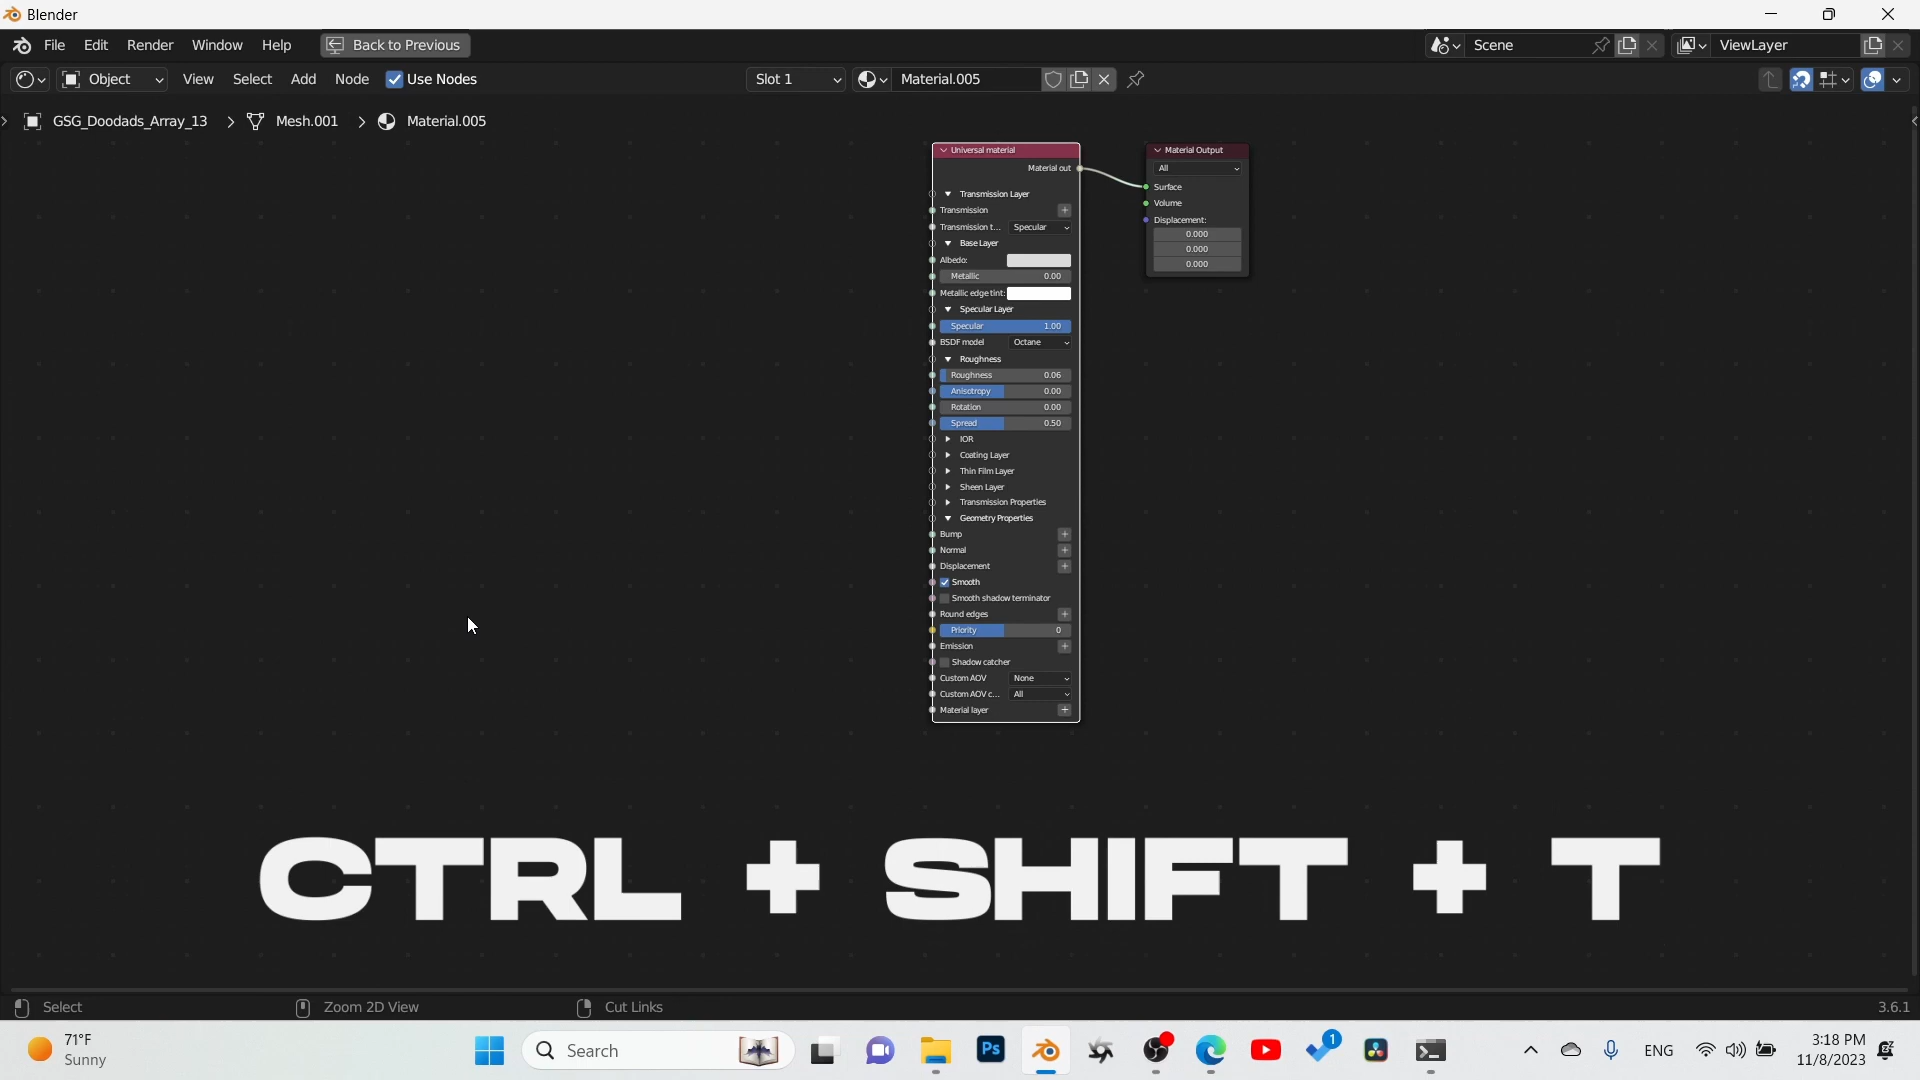 Blender
File Edit Render Window Help Back to Previous Scene ViewLayer
Object View Select Add Node Use Nodes Slot 1 Material.005
GSG_Doodads_Array_13 Mesh.001 Material.005
Universal material
Material out
Transmission Layer
Transmission
Transmission t... Specular
Base Layer
Albedo:
Metallic 0.00
Metallic edge tint:
Specular Layer
Specular 1.00
BSDF model Octane
Roughness
Roughness 0.06
Anisotropy 0.00
Rotation 0.00
Spread 0.50
IOR
Coating Layer
Thin Film Layer
Sheen Layer
Transmission Properties
Geometry Properties
Bump
Normal
Displacement
Smooth
Smooth shadow terminator
Round edges
Priority 0
Emission
Shadow catcher
Custom AOV None
Custom AOV c... All
Material layer
Material Output
All
Surface
Volume
Displacement:
0.000
0.000
0.000
CTRL + SHIFT + T
Select Zoom 2D View Cut Links 3.6.1
71°F
Sunny
Search
Ps
1
ENG
3:18 PM
11/8/2023